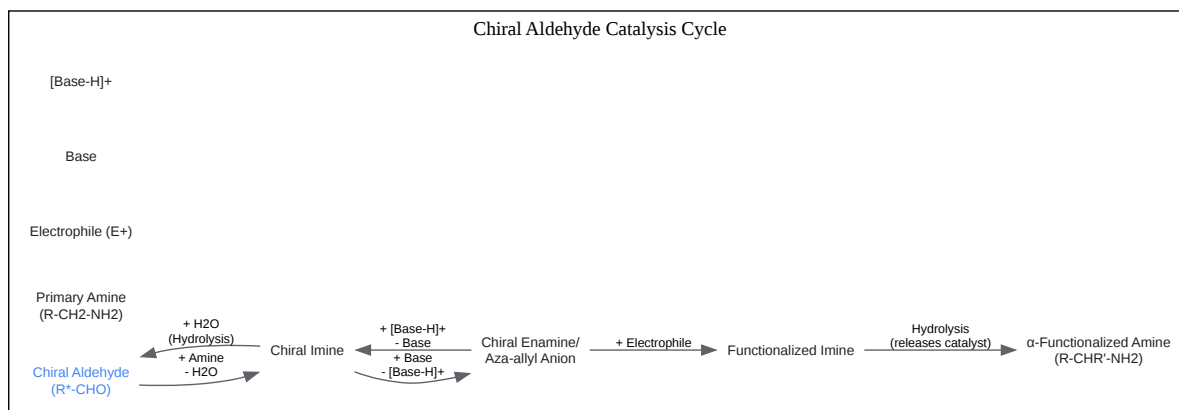 Chiral Aldehyde Catalysis Cycle
[Base-H]+
Base
Electrophile (E+)
Primary Amine
(R-CH2-NH2)
Chiral Aldehyde
(R*-CHO)
+ H2O
(Hydrolysis)
+ Amine
- H2O
Chiral Imine
+ [Base-H]+
- Base
+ Base
- [Base-H]+
Chiral Enamine/
Aza-allyl Anion
+ Electrophile
Functionalized Imine
Hydrolysis
(releases catalyst)
α-Functionalized Amine
(R-CHR'-NH2)